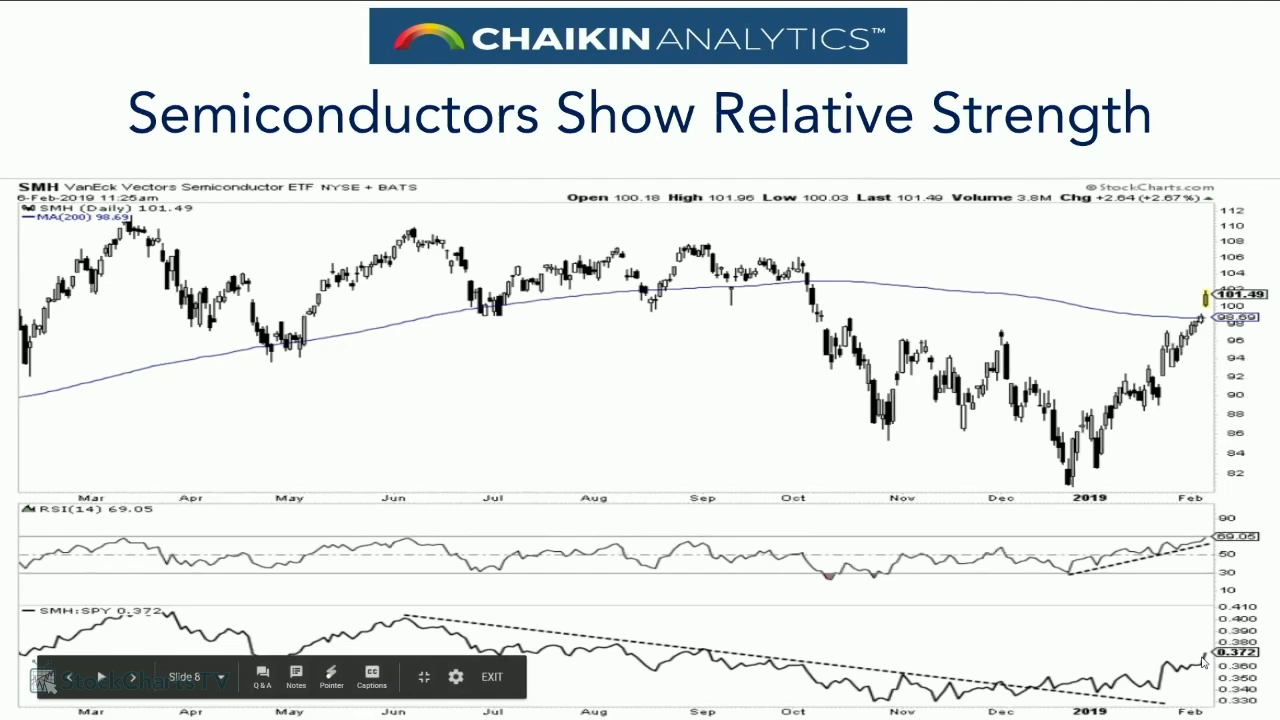 CHAIKIN ANALYTICS™
Semiconductors Show Relative Strength
SMH VanEck Vectors Semiconductor ETF NYSE + BATS
© StockCharts.com
6-Feb-2019 11:25am
Open 100.18 High 101.96 Low 100.03 Last 101.49 Volume 3.8M Chg +2.64 (+2.67%)
SMH (Daily) 101.49
MA(200) 98.69
112
110
108
106
104
102
101.49
100
98.69
98
96
94
92
90
88
86
84
82
Mar Apr May Jun Jul Aug Sep Oct Nov Dec 2019 Feb
RSI(14) 69.05
90
69.05
50
30
10
SMH:SPY 0.372
0.410
0.400
0.390
0.380
0.372
0.360
0.350
0.340
0.330
StockCharts TV
Slide 8
Q & A Notes Pointer Captions
EXIT
Mar Apr May Jun Jul Aug Sep Oct Nov Dec 2019 Feb